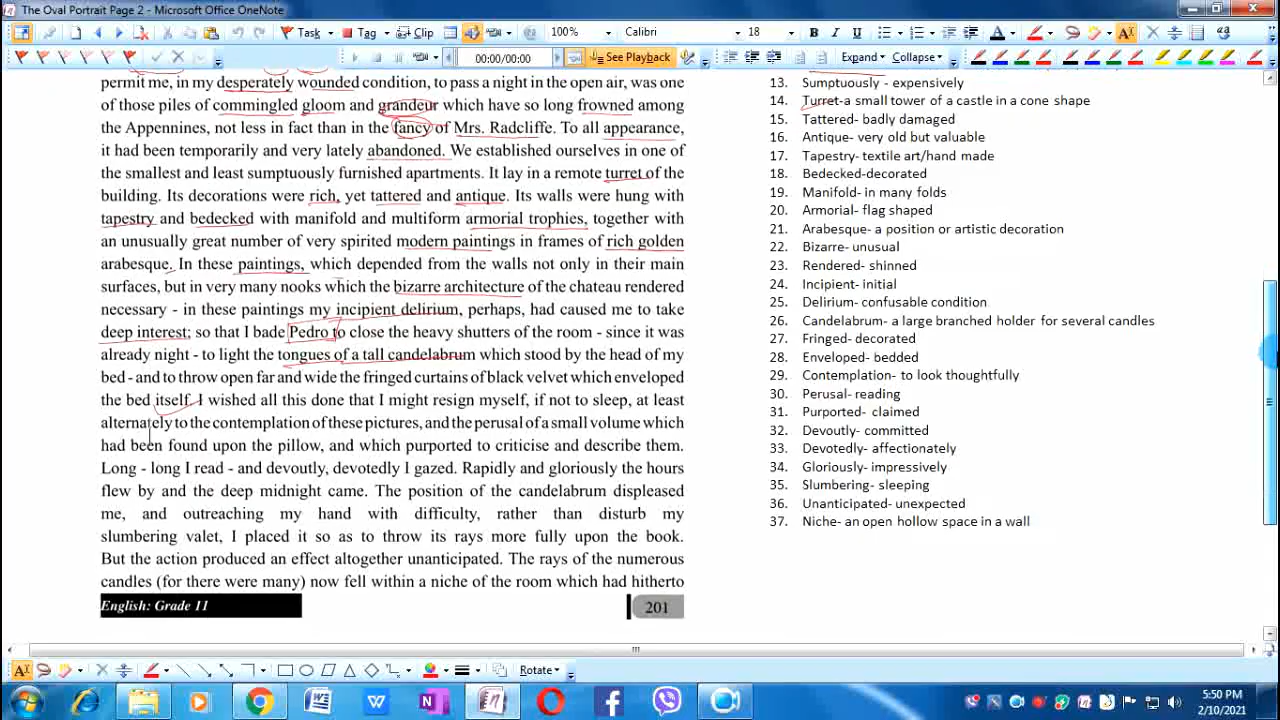 The Oval Portrait Page 2 - Microsoft Office OneNote
Task Tag Clip 100% Calibri 18 B I U
00:00/00:00 See Playback Expand Collapse
permit me, in my desperately wounded condition, to pass a night in the open air, was one
of those piles of commingled gloom and grandeur which have so long frowned among
the Appennines, not less in fact than in the fancy of Mrs. Radcliffe. To all appearance,
it had been temporarily and very lately abandoned. We established ourselves in one of
the smallest and least sumptuously furnished apartments. It lay in a remote turret of the
building. Its decorations were rich, yet tattered and antique. Its walls were hung with
tapestry and bedecked with manifold and multiform armorial trophies, together with
an unusually great number of very spirited modern paintings in frames of rich golden
arabesque. In these paintings, which depended from the walls not only in their main
surfaces, but in very many nooks which the bizarre architecture of the chateau rendered
necessary - in these paintings my incipient delirium, perhaps, had caused me to take
deep interest; so that I bade Pedro to close the heavy shutters of the room - since it was
already night - to light the tongues of a tall candelabrum which stood by the head of my
bed - and to throw open far and wide the fringed curtains of black velvet which enveloped
the bed itself. I wished all this done that I might resign myself, if not to sleep, at least
alternately to the contemplation of these pictures, and the perusal of a small volume which
had been found upon the pillow, and which purported to criticise and describe them.
Long - long I read - and devoutly, devotedly I gazed. Rapidly and gloriously the hours
flew by and the deep midnight came. The position of the candelabrum displeased
me, and outreaching my hand with difficulty, rather than disturb my
slumbering valet, I placed it so as to throw its rays more fully upon the book.
But the action produced an effect altogether unanticipated. The rays of the numerous
candles (for there were many) now fell within a niche of the room which had hitherto
English: Grade 11
201
13. Sumptuously - expensively
14. Turret-a small tower of a castle in a cone shape
15. Tattered- badly damaged
16. Antique- very old but valuable
17. Tapestry- textile art/hand made
18. Bedecked-decorated
19. Manifold-in many folds
20. Armorial- flag shaped
21. Arabesque- a position or artistic decoration
22. Bizarre- unusual
23. Rendered- shinned
24. Incipient- initial
25. Delirium- confusable condition
26. Candelabrum- a large branched holder for several candles
27. Fringed- decorated
28. Enveloped- bedded
29. Contemplation- to look thoughtfully
30. Perusal- reading
31. Purported- claimed
32. Devoutly- committed
33. Devotedly- affectionately
34. Gloriously- impressively
35. Slumbering- sleeping
36. Unanticipated- unexpected
37. Niche- an open hollow space in a wall
Rotate
5:50 PM
2/10/2021